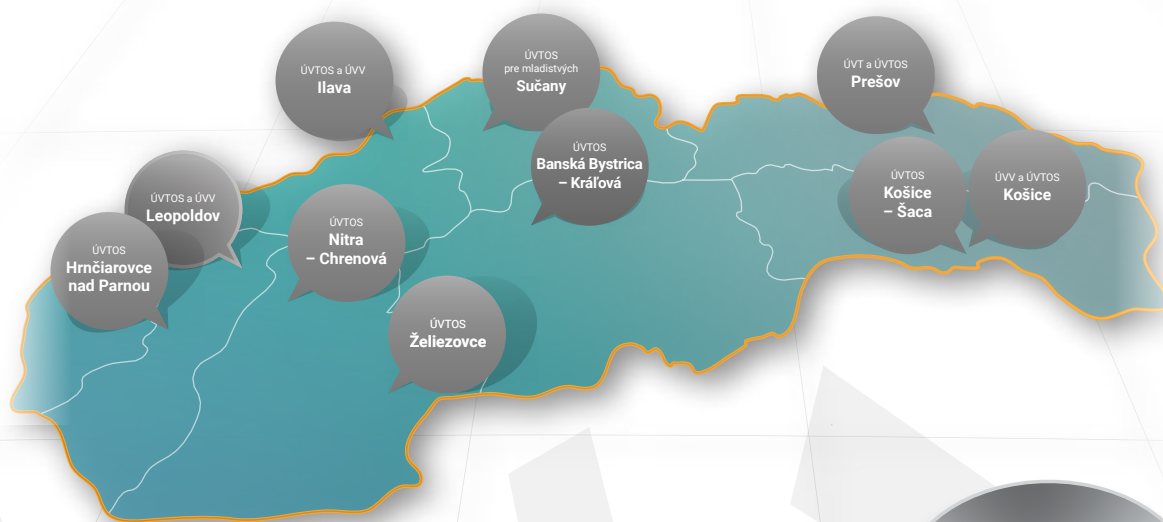 ÚVTOS a ÚVV
Ilava
ÚVTOS
pre mladistvých
Sučany
ÚVT a ÚVTOS
Prešov
ÚVTOS
Banská Bystrica
– Kráľová
ÚVTOS
Košice
– Šaca
ÚVV a ÚVTOS
Košice
ÚVTOS a ÚVV
Leopoldov
ÚVTOS
Nitra
– Chrenová
ÚVTOS
Hrnčiarovce
nad Parnou
ÚVTOS
Želiezovce